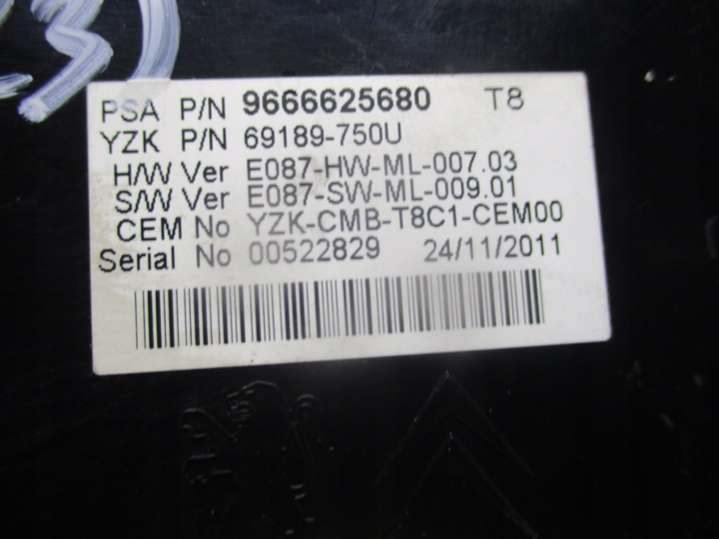 3)
PSA P/N 9666625680 T8
YZK P/N 69189-750U
H/W Ver E087-HW-ML-007.03
S/W Ver E087-SW-ML-009.01
CEM No YZK-CMB-T8C1-CEM00
Serial No 00522829 24/11/2011